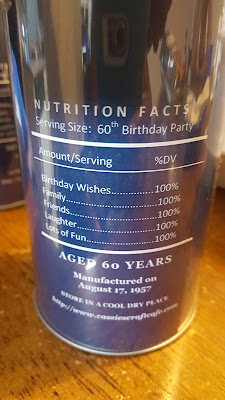 NUTRITION FACTS
Serving Size: 60th Birthday Party
Amount/Serving %DV
Birthday Wishes................100%
Family..............................100%
Friends.............................100%
Laughter..........................100%
Lots of Fun......................100%
AGED 60 YEARS
Manufactured on
August 17, 1957
STORE IN A COOL DRY PLACE
http://www.cassiescraftcafe.com